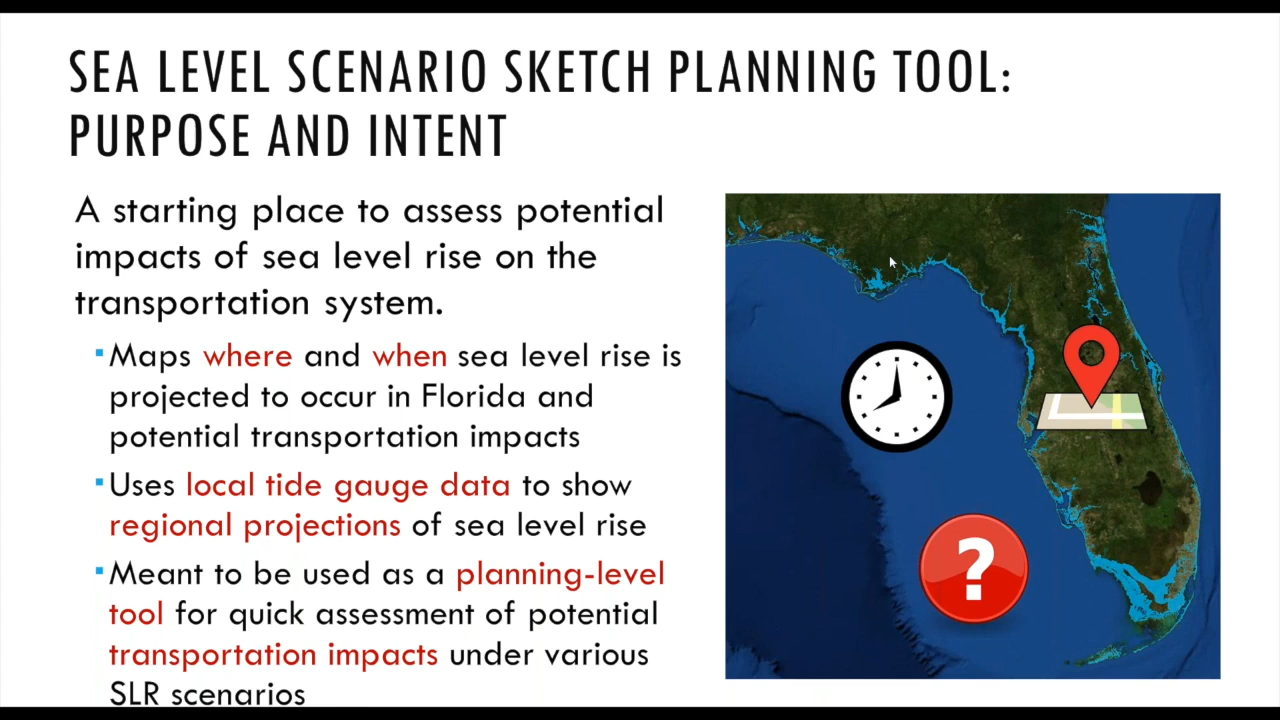 SEA LEVEL SCENARIO SKETCH PLANNING TOOL:
PURPOSE AND INTENT
A starting place to assess potential
impacts of sea level rise on the
transportation system.
▪Maps where and when sea level rise is
projected to occur in Florida and
potential transportation impacts
▪Uses local tide gauge data to show
regional projections of sea level rise
▪Meant to be used as a planning-level
tool for quick assessment of potential
transportation impacts under various
SLR scenarios
?